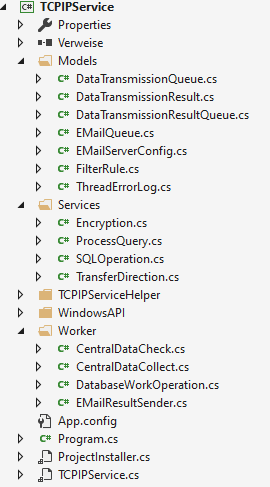 C# TCPIPService
Properties
Verweise
Models
C# DataTransmissionQueue.cs
C# DataTransmissionResult.cs
C# DataTransmissionResultQueue.cs
C# EMailQueue.cs
C# EMailServerConfig.cs
C# FilterRule.cs
C# ThreadErrorLog.cs
Services
C# Encryption.cs
C# ProcessQuery.cs
C# SQLOperation.cs
C# TransferDirection.cs
TCPIPServiceHelper
WindowsAPI
Worker
C# CentralDataCheck.cs
C# CentralDataCollect.cs
C# DatabaseWorkOperation.cs
C# EMailResultSender.cs
App.config
C# Program.cs
ProjectInstaller.cs
TCPIPService.cs